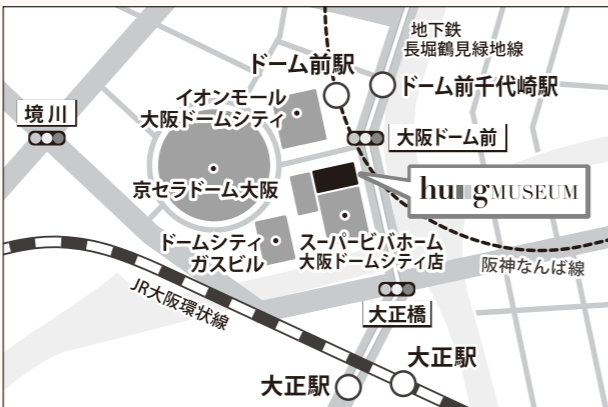 地下鉄
長堀鶴見緑地線
ドーム前駅
ドーム前千代崎駅
イオンモール
大阪ドームシティ
境川
大阪ドーム前
京セラドーム大阪
hu+gMUSEUM
ドームシティ
ガスビル
スーパービバホーム
大阪ドームシティ店
阪神なんば線
JR大阪環状線
大正橋
大正駅
大正駅